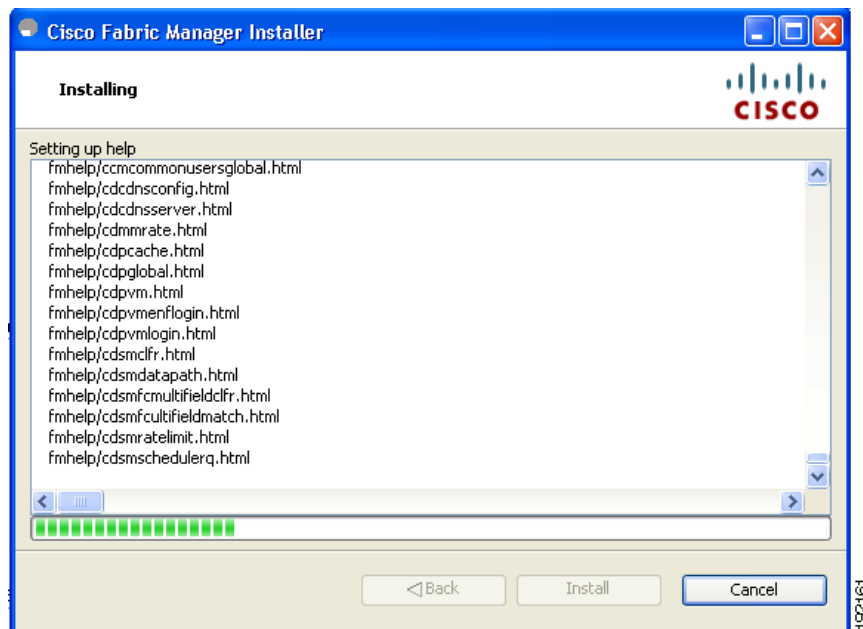 Cisco Fabric Manager Installer
Installing
CISCO
Setting up help
fmhelp/ccmcommonusersglobal.html
fmhelp/cdcdnsconfig.html
fmhelp/cdcdnsserver.html
fmhelp/cdmmrate.html
fmhelp/cdpcache.html
fmhelp/cdpglobal.html
fmhelp/cdpvm.html
fmhelp/cdpvmenflogin.html
fmhelp/cdpvmlogin.html
fmhelp/cdsmclfr.html
fmhelp/cdsmdatapath.html
fmhelp/cdsmfcmultifieldclfr.html
fmhelp/cdsmfcultifieldmatch.html
fmhelp/cdsmratelimit.html
fmhelp/cdsmschedulerq.html
Back
Install
Cancel